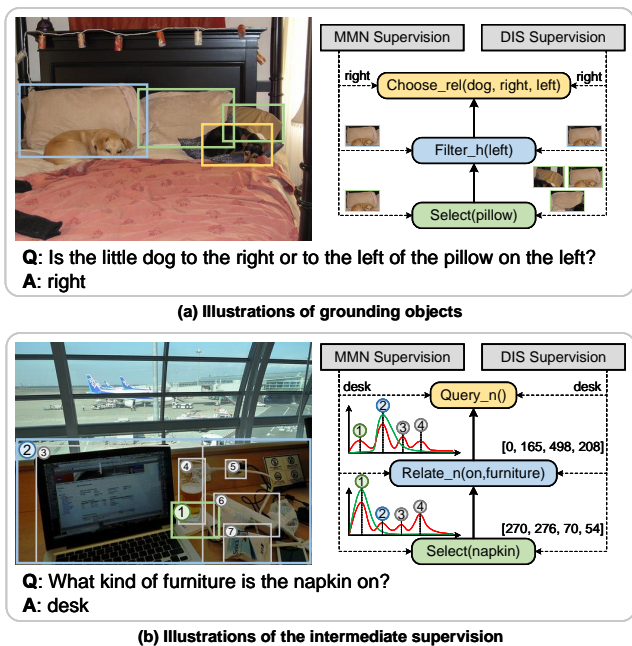 MMN Supervision
DIS Supervision
right
right
Choose_rel(dog, right, left)
Filter_h(left)
Select(pillow)
Q: Is the little dog to the right or to the left of the pillow on the left?
A: right
(a) Illustrations of grounding objects
MMN Supervision
DIS Supervision
desk
desk
Query_n()
1 2 3 4
[0, 165, 498, 208]
Relate_n(on,furniture)
1 2 3 4
[270, 276, 70, 54]
Select(napkin)
2 3 4 5 1 6 7
Q: What kind of furniture is the napkin on?
A: desk
(b) Illustrations of the intermediate supervision